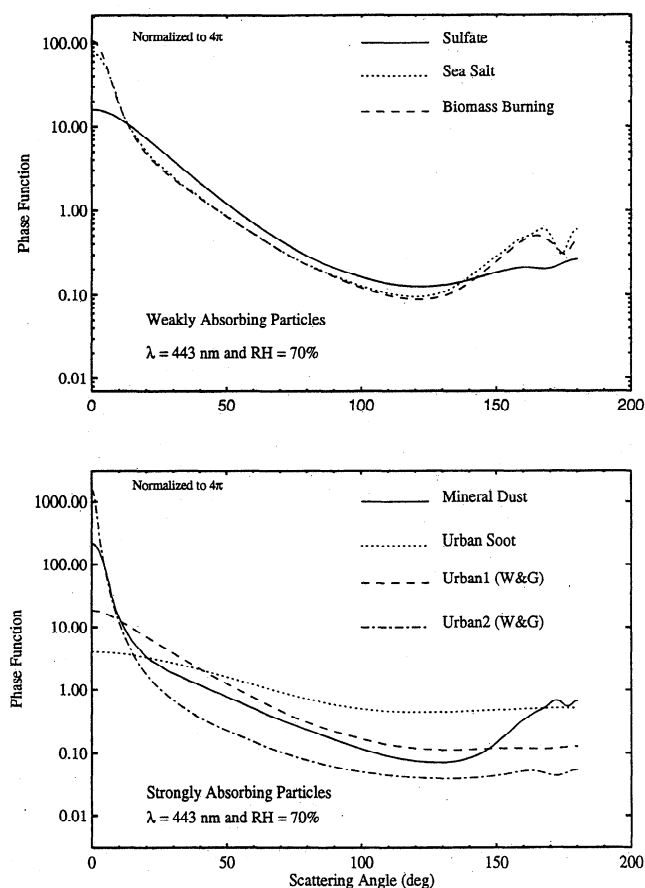 100.00
10.00
1.00
0.10
0.01
Phase Function
Normalized to 4π
Sulfate
Sea Salt
Biomass Burning
Weakly Absorbing Particles
λ = 443 nm and RH = 70%
0 50 100 150 200
1000.00
100.00
10.00
1.00
0.10
0.01
Phase Function
Normalized to 4π
Mineral Dust
Urban Soot
Urban1 (W&G)
Urban2 (W&G)
Strongly Absorbing Particles
λ = 443 nm and RH = 70%
0 50 100 150 200
Scattering Angle (deg)